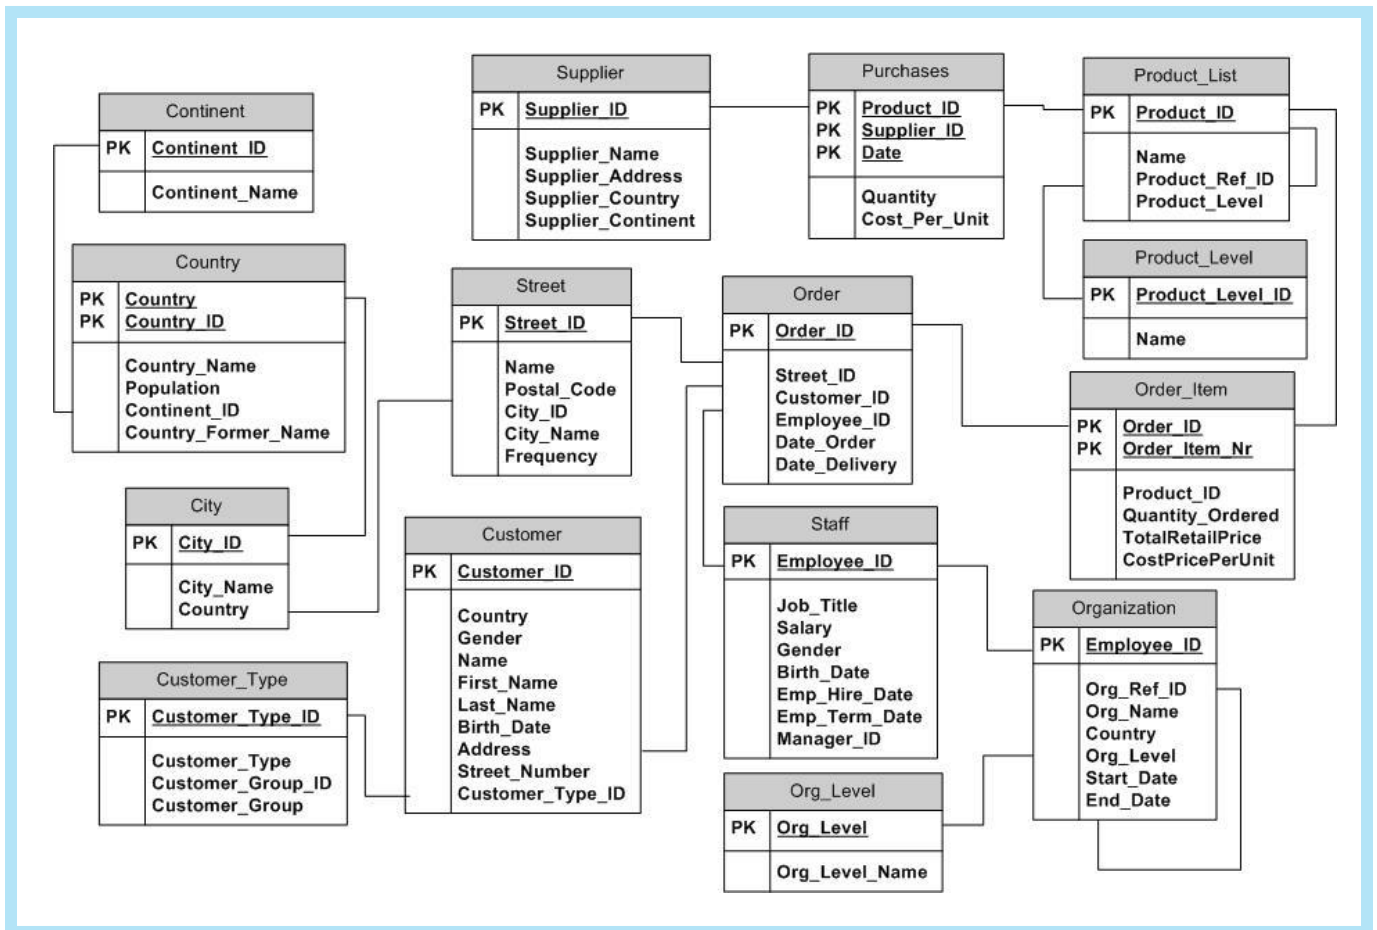 Continent
PK Continent_ID
Continent_Name
Country
PK Country
PK Country_ID
Country_Name
Population
Continent_ID
Country_Former_Name
City
PK City_ID
City_Name
Country
Customer_Type
PK Customer_Type_ID
Customer_Type
Customer_Group_ID
Customer_Group
Supplier
PK Supplier_ID
Supplier_Name
Supplier_Address
Supplier_Country
Supplier_Continent
Street
PK Street_ID
Name
Postal_Code
City_ID
City_Name
Frequency
Customer
PK Customer_ID
Country
Gender
Name
First_Name
Last_Name
Birth_Date
Address
Street_Number
Customer_Type_ID
Purchases
PK Product_ID
PK Supplier_ID
PK Date
Quantity
Cost_Per_Unit
Order
PK Order_ID
Street_ID
Customer_ID
Employee_ID
Date_Order
Date_Delivery
Staff
PK Employee_ID
Job_Title
Salary
Gender
Birth_Date
Emp_Hire_Date
Emp_Term_Date
Manager_ID
Org_Level
PK Org_Level
Org_Level_Name
Product_List
PK Product_ID
Name
Product_Ref_ID
Product_Level
Product_Level
PK Product_Level_ID
Name
Order_Item
PK Order_ID
PK Order_Item_Nr
Product_ID
Quantity_Ordered
TotalRetailPrice
CostPricePerUnit
Organization
PK Employee_ID
Org_Ref_ID
Org_Name
Country
Org_Level
Start_Date
End_Date